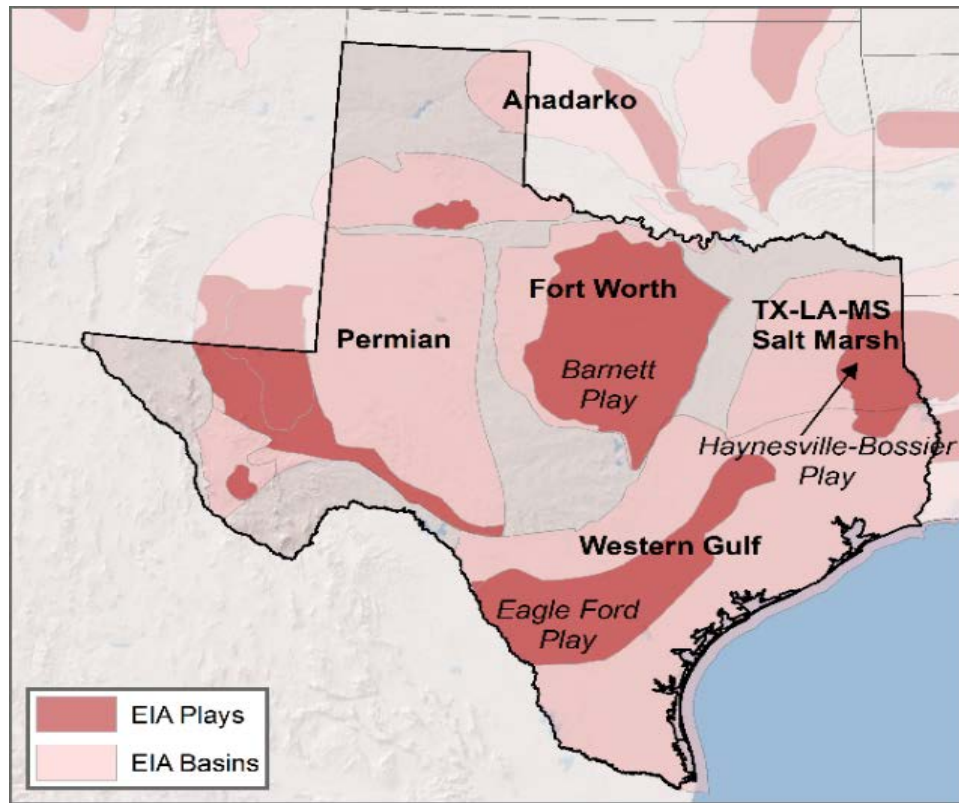 Anadarko
Fort Worth
TX-LA-MS
Salt Marsh
Permian
Barnett
Play
Haynesville-Bossier
Play
Western Gulf
Eagle Ford
Play
EIA Plays
EIA Basins